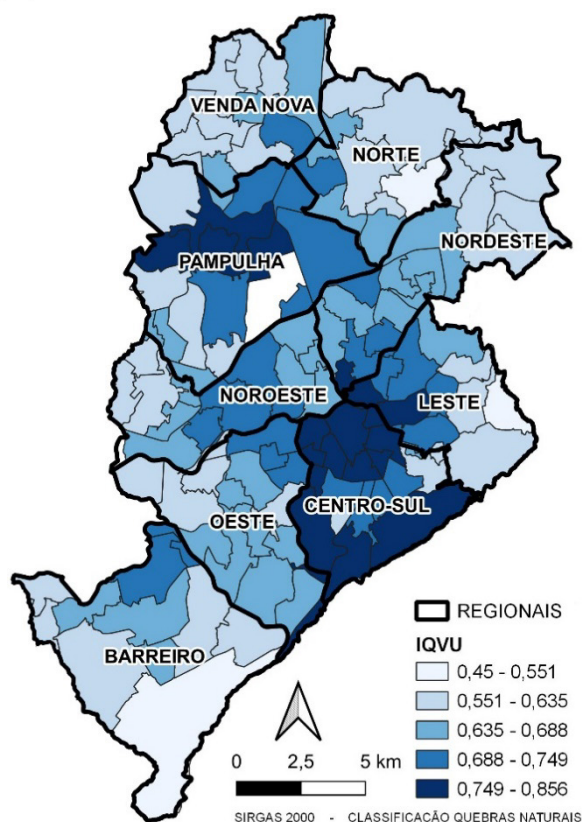 VENDA NOVA
NORTE
NORDESTE
PAMPULHA
NOROESTE
LESTE
CENTRO-SUL
OESTE
BARREIRO
REGIONAIS
IQVU
0,45 - 0,551
0,551 - 0,635
0,635 - 0,688
0,688 - 0,749
0,749 - 0,856
0 2,5 5 km
SIRGAS 2000 - CLASSIFICAÇÃO QUEBRAS NATURAIS